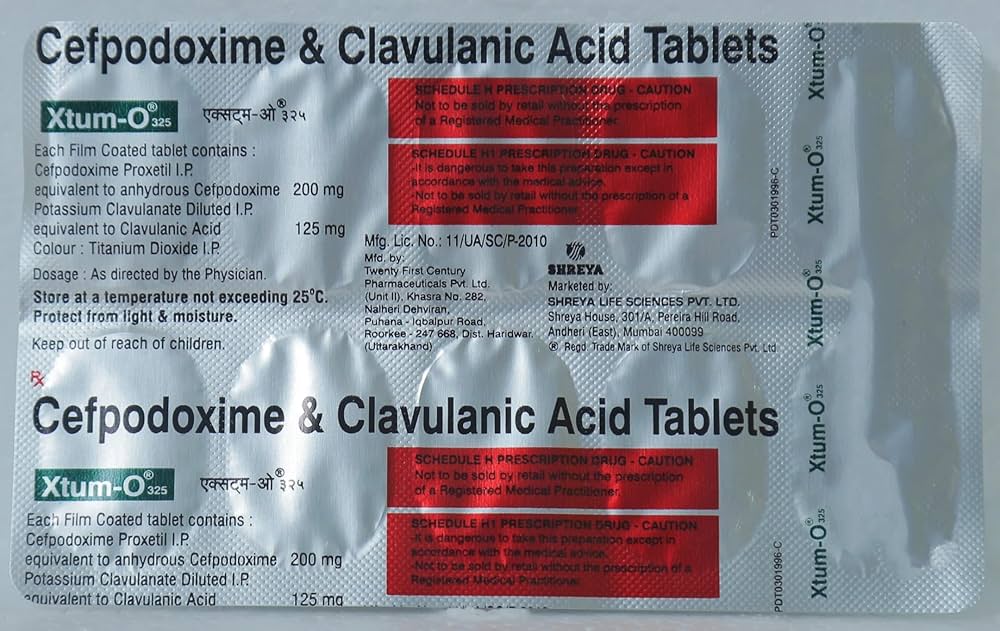 Cefpodoxime & Clavulanic Acid Tablets
Xtum-O® 325
एक्सट्म-ओ® ३२५
Each Film Coated tablet contains :
Cefpodoxime Proxetil I.P.
equivalent to anhydrous Cefpodoxime 200 mg
Potassium Clavulanate Diluted I.P.
equivalent to Clavulanic Acid 125 mg
Colour : Titanium Dioxide I.P.
Dosage : As directed by the Physician.
Store at a temperature not exceeding 25°C.
Protect from light & moisture.
Keep out of reach of children.
SCHEDULE H PRESCRIPTION DRUG - CAUTION
Not to be sold by retail without the prescription
of a Registered Medical Practitioner.
SCHEDULE H1 PRESCRIPTION DRUG - CAUTION
-It is dangerous to take this preparation except in
accordance with the medical advice.
-Not to be sold by retail without the prescription of a
Registered Medical Practitioner.
Mfg. Lic. No.: 11/UA/SC/P-2010
Mfd. by:
Twenty First Century
Pharmaceuticals Pvt. Ltd.
(Unit II), Khasra No. 282,
Nalheri Dehviran,
Puhana - Iqbalpur Road,
Roorkee - 247 668, Dist. Haridwar,
(Uttarakhand)
SHREYA
Marketed by:
SHREYA LIFE SCIENCES PVT. LTD.
Shreya House, 301/A, Pereira Hill Road,
Andheri (East), Mumbai 400099
® Regd. Trade Mark of Shreya Life Sciences Pvt. Ltd.
PDT0301996-C
Rx
Cefpodoxime & Clavulanic Acid Tablets
Xtum-O® 325
एक्सट्म-ओ® ३२५
Each Film Coated tablet contains :
Cefpodoxime Proxetil I.P.
equivalent to anhydrous Cefpodoxime 200 mg
Potassium Clavulanate Diluted I.P.
equivalent to Clavulanic Acid 125 mg
SCHEDULE H PRESCRIPTION DRUG - CAUTION
Not to be sold by retail without the prescription
of a Registered Medical Practitioner.
SCHEDULE H1 PRESCRIPTION DRUG - CAUTION
-It is dangerous to take this preparation except in
accordance with the medical advice.
-Not to be sold by retail without the prescription of a
Registered Medical Practitioner.
PDT0301996-C
Xtum-O
Xtum-O® 325
Xtum-O® 325
Xtum-O® 325
Xtum-O® 325